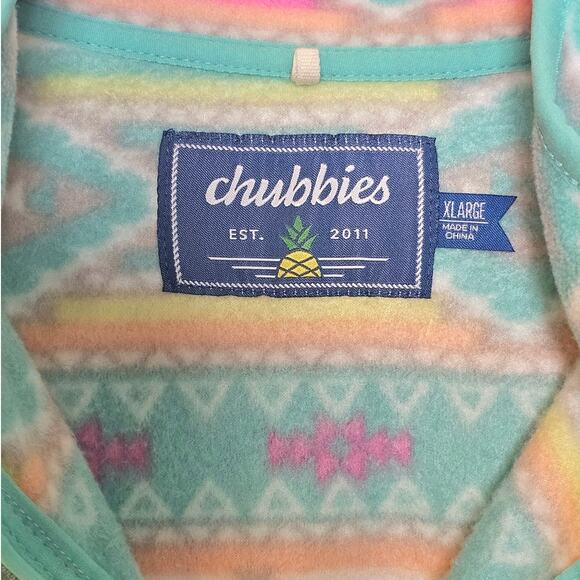 chubbies
EST. 2011
XLARGE
MADE IN
CHINA